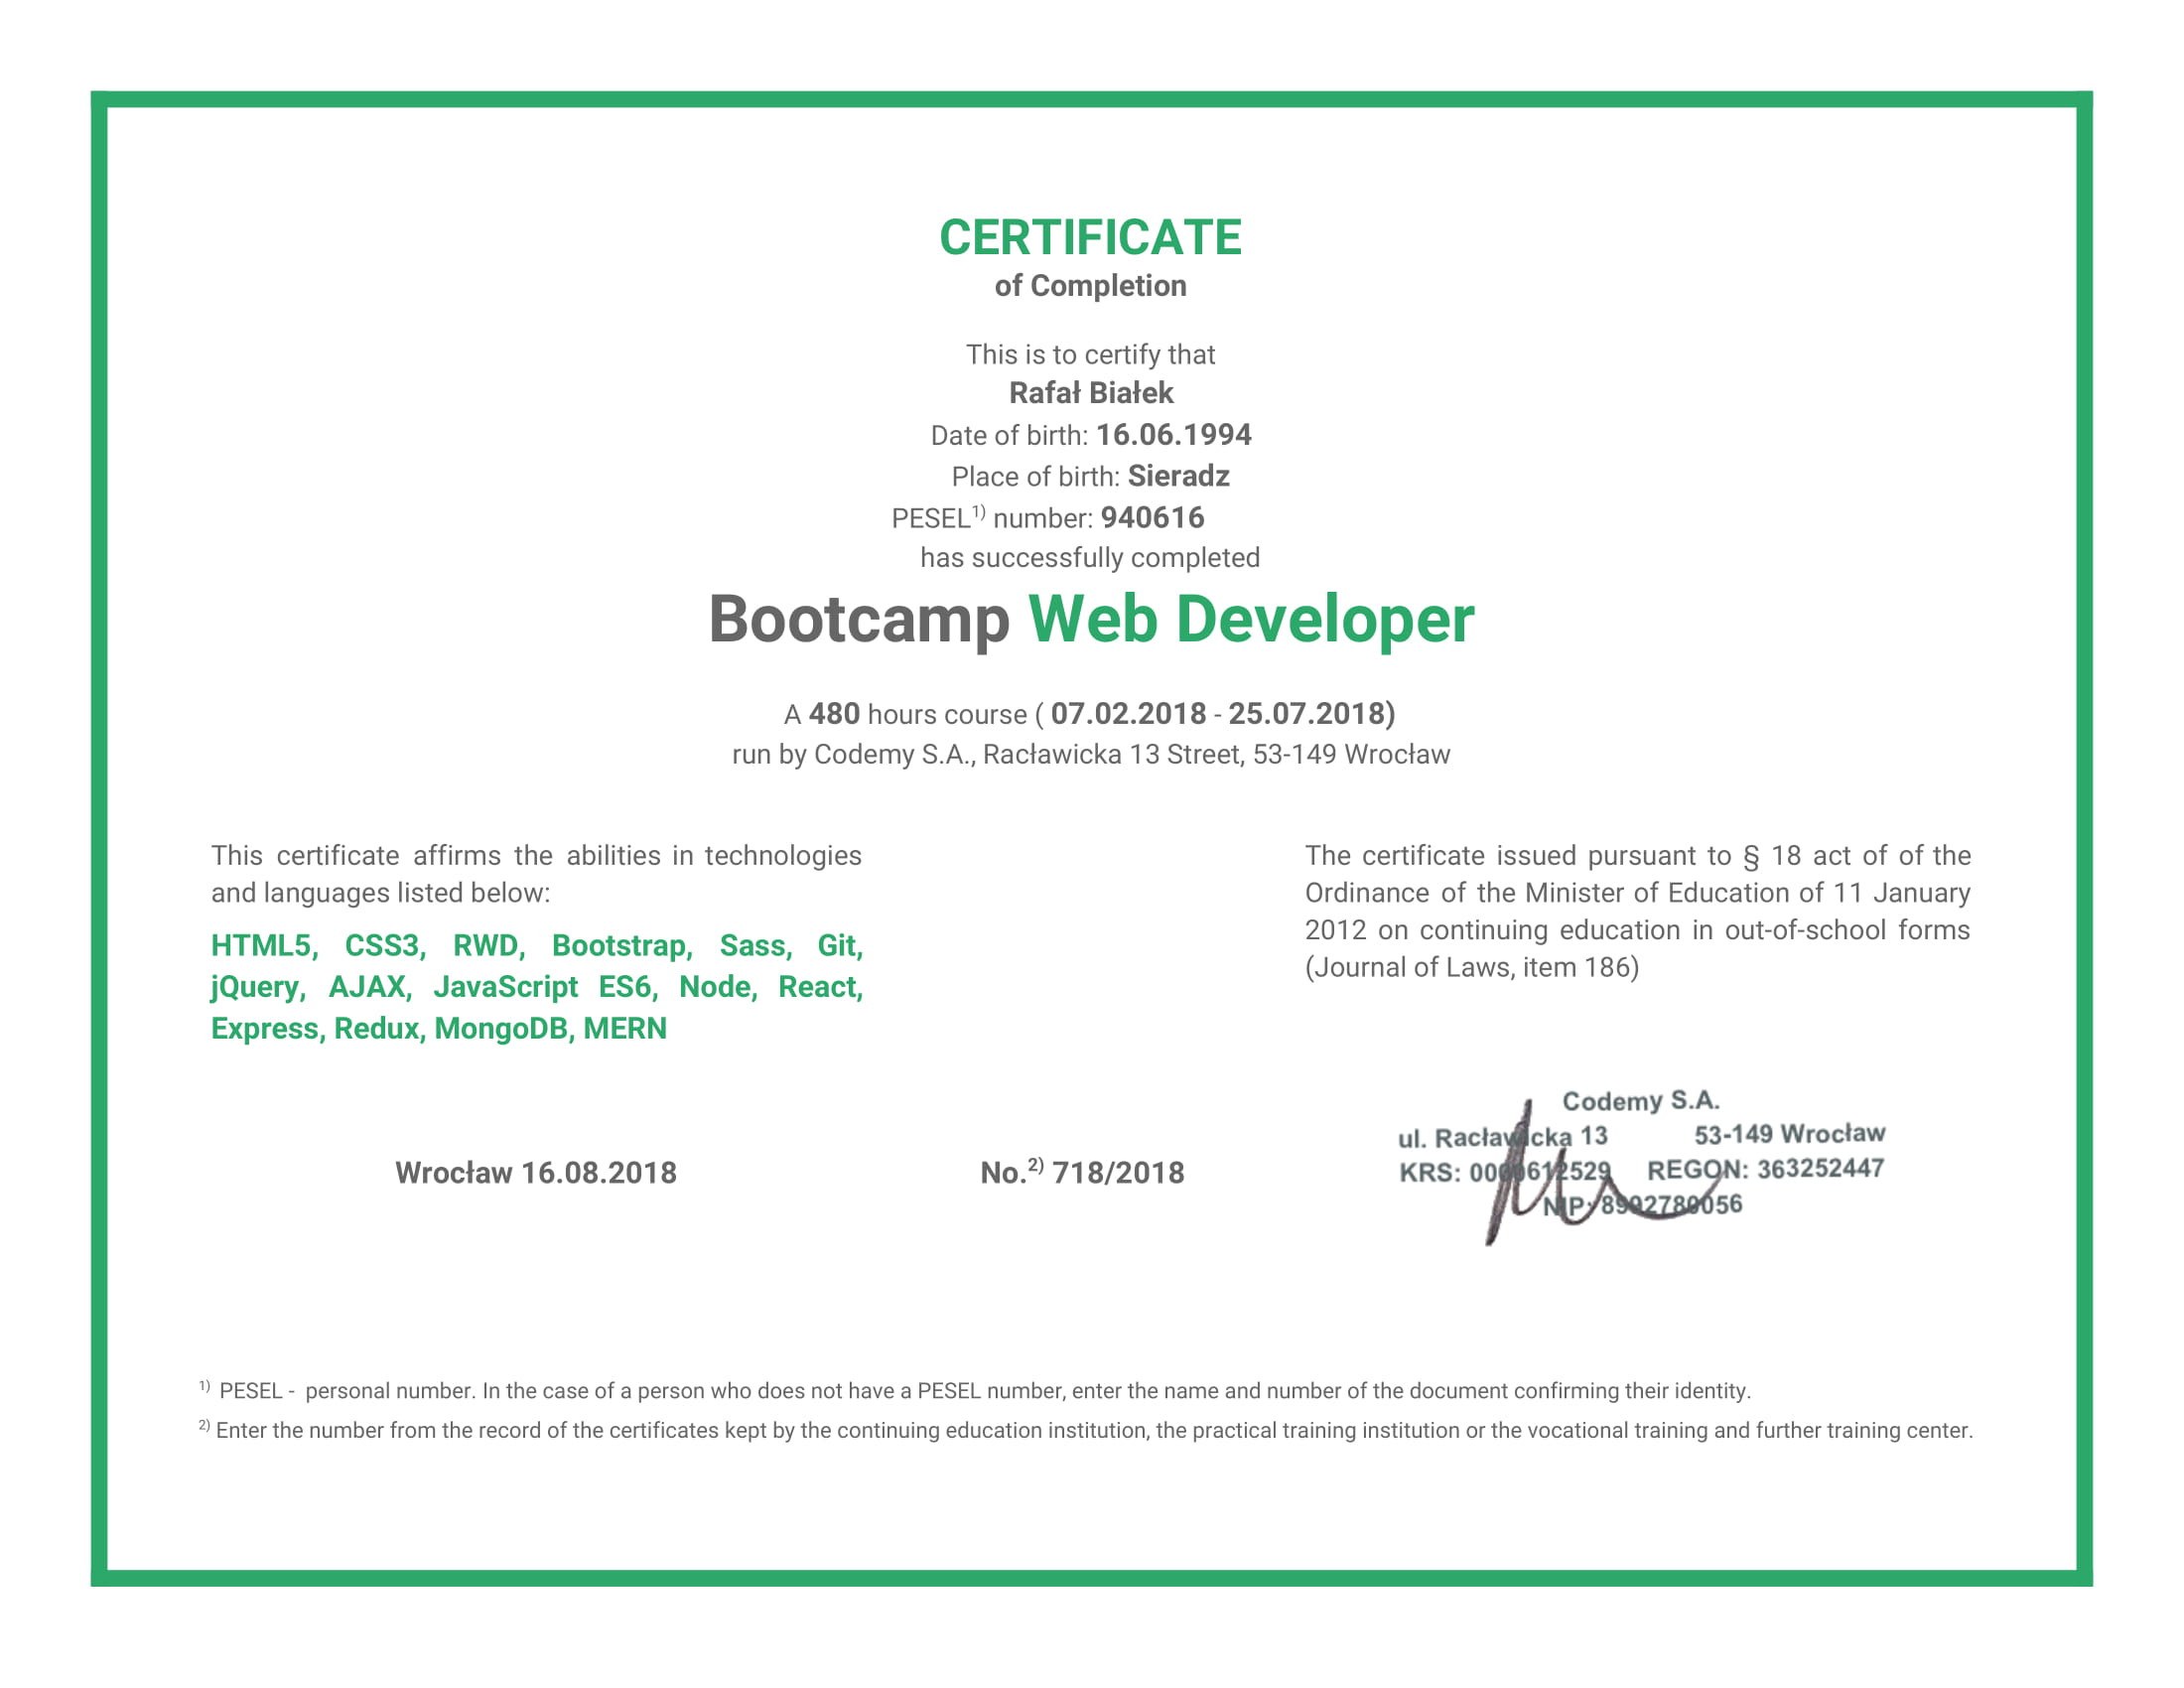 CERTIFICATE
of Completion
This is to certify that
Rafał Białek
Date of birth: 16.06.1994
Place of birth: Sieradz
PESEL1) number: 940616
has successfully completed
Bootcamp Web Developer
A 480 hours course ( 07.02.2018 - 25.07.2018)
run by Codemy S.A., Racławicka 13 Street, 53-149 Wrocław
This certificate affirms the abilities in technologies
and languages listed below:
HTML5, CSS3, RWD, Bootstrap, Sass, Git,
jQuery, AJAX, JavaScript ES6, Node, React,
Express, Redux, MongoDB, MERN
The certificate issued pursuant to § 18 act of of the
Ordinance of the Minister of Education of 11 January
2012 on continuing education in out-of-school forms
(Journal of Laws, item 186)
Wrocław 16.08.2018
No.2) 718/2018
Codemy S.A.
ul. Racławicka 13 53-149 Wrocław
KRS: 0000612529 REGON: 363252447
NIP: 8992780056
1) PESEL - personal number. In the case of a person who does not have a PESEL number, enter the name and number of the document confirming their identity.
2) Enter the number from the record of the certificates kept by the continuing education institution, the practical training institution or the vocational training and further training center.